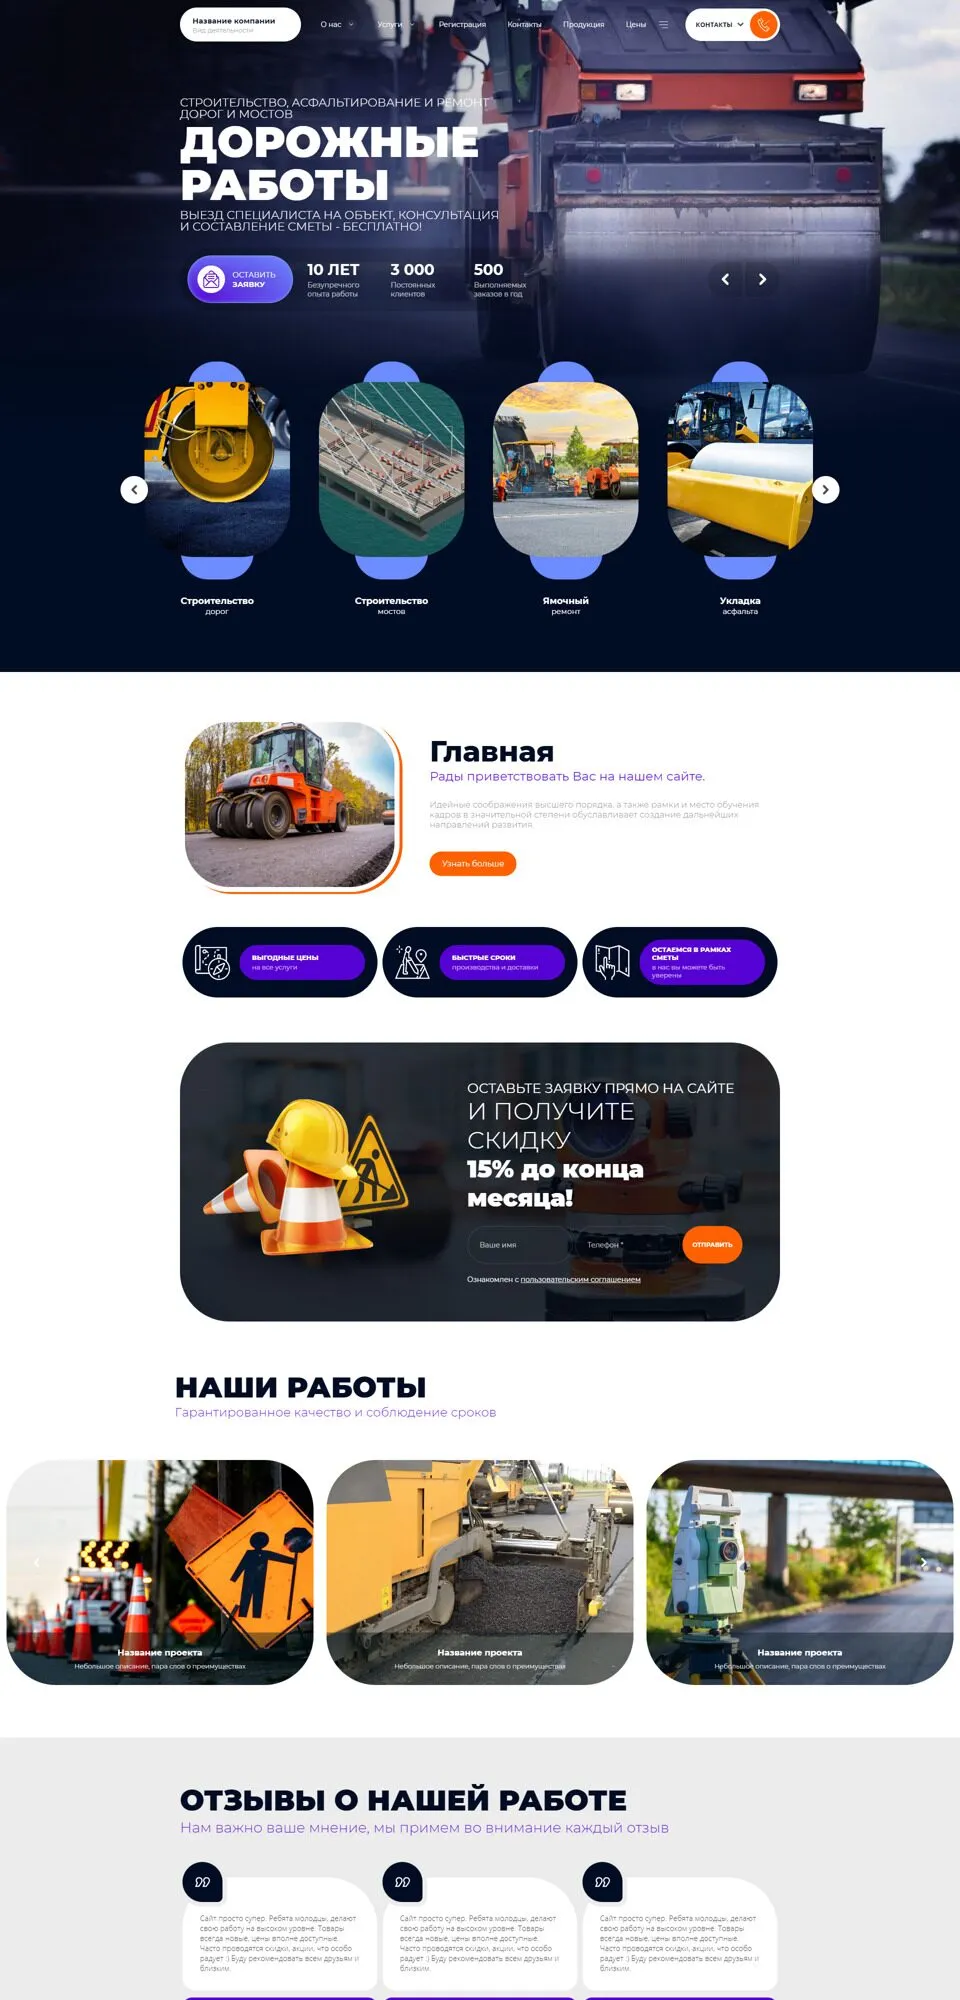 Название компании
Вид деятельности
О нас
Услуги
Регистрация
Контакты
Продукция
Цены
КОНТАКТЫ
СТРОИТЕЛЬСТВО, АСФАЛЬТИРОВАНИЕ И РЕМОНТ
ДОРОГ И МОСТОВ
ДОРОЖНЫЕ
РАБОТЫ
ВЫЕЗД СПЕЦИАЛИСТА НА ОБЪЕКТ, КОНСУЛЬТАЦИЯ
И СОСТАВЛЕНИЕ СМЕТЫ - БЕСПЛАТНО!
ОСТАВИТЬ
ЗАЯВКУ
10 ЛЕТ
Безупречного
опыта работы
3 000
Постоянных
клиентов
500
Выполняемых
заказов в год
Строительство
дорог
Строительство
мостов
Ямочный
ремонт
Укладка
асфальта
Главная
Рады приветствовать Вас на нашем сайте.
Идейные соображения высшего порядка, а также рамки и место обучения
кадров в значительной степени обуславливает создание дальнейших
направлений развития.
Узнать больше
ВЫГОДНЫЕ ЦЕНЫ
на все услуги
БЫСТРЫЕ СРОКИ
производства и доставки
ОСТАЕМСЯ В РАМКАХ
СМЕТЫ
в нас вы можете быть
уверены
ОСТАВЬТЕ ЗАЯВКУ ПРЯМО НА САЙТЕ
И ПОЛУЧИТЕ
СКИДКУ
15% до конца
месяца!
Ваше имя
Телефон *
ОТПРАВИТЬ
Ознакомлен с пользовательским соглашением
НАШИ РАБОТЫ
Гарантированное качество и соблюдение сроков
Название проекта
Небольшое описание, пара слов о преимуществах
Название проекта
Небольшое описание, пара слов о преимуществах
Название проекта
Небольшое описание, пара слов о преимуществах
ОТЗЫВЫ О НАШЕЙ РАБОТЕ
Нам важно ваше мнение, мы примем во внимание каждый отзыв
Сайт просто супер. Ребята молодцы, делают
свою работу на высоком уровне. Товары
всегда новые, цены вполне доступные.
Часто проводятся скидки, акции, что особо
радует :) Буду рекомендовать всем друзьям и
близким.
Сайт просто супер. Ребята молодцы, делают
свою работу на высоком уровне. Товары
всегда новые, цены вполне доступные.
Часто проводятся скидки, акции, что особо
радует :) Буду рекомендовать всем друзьям и
близким.
Сайт просто супер. Ребята молодцы, делают
свою работу на высоком уровне. Товары
всегда новые, цены вполне доступные.
Часто проводятся скидки, акции, что особо
радует :) Буду рекомендовать всем друзьям и
близким.